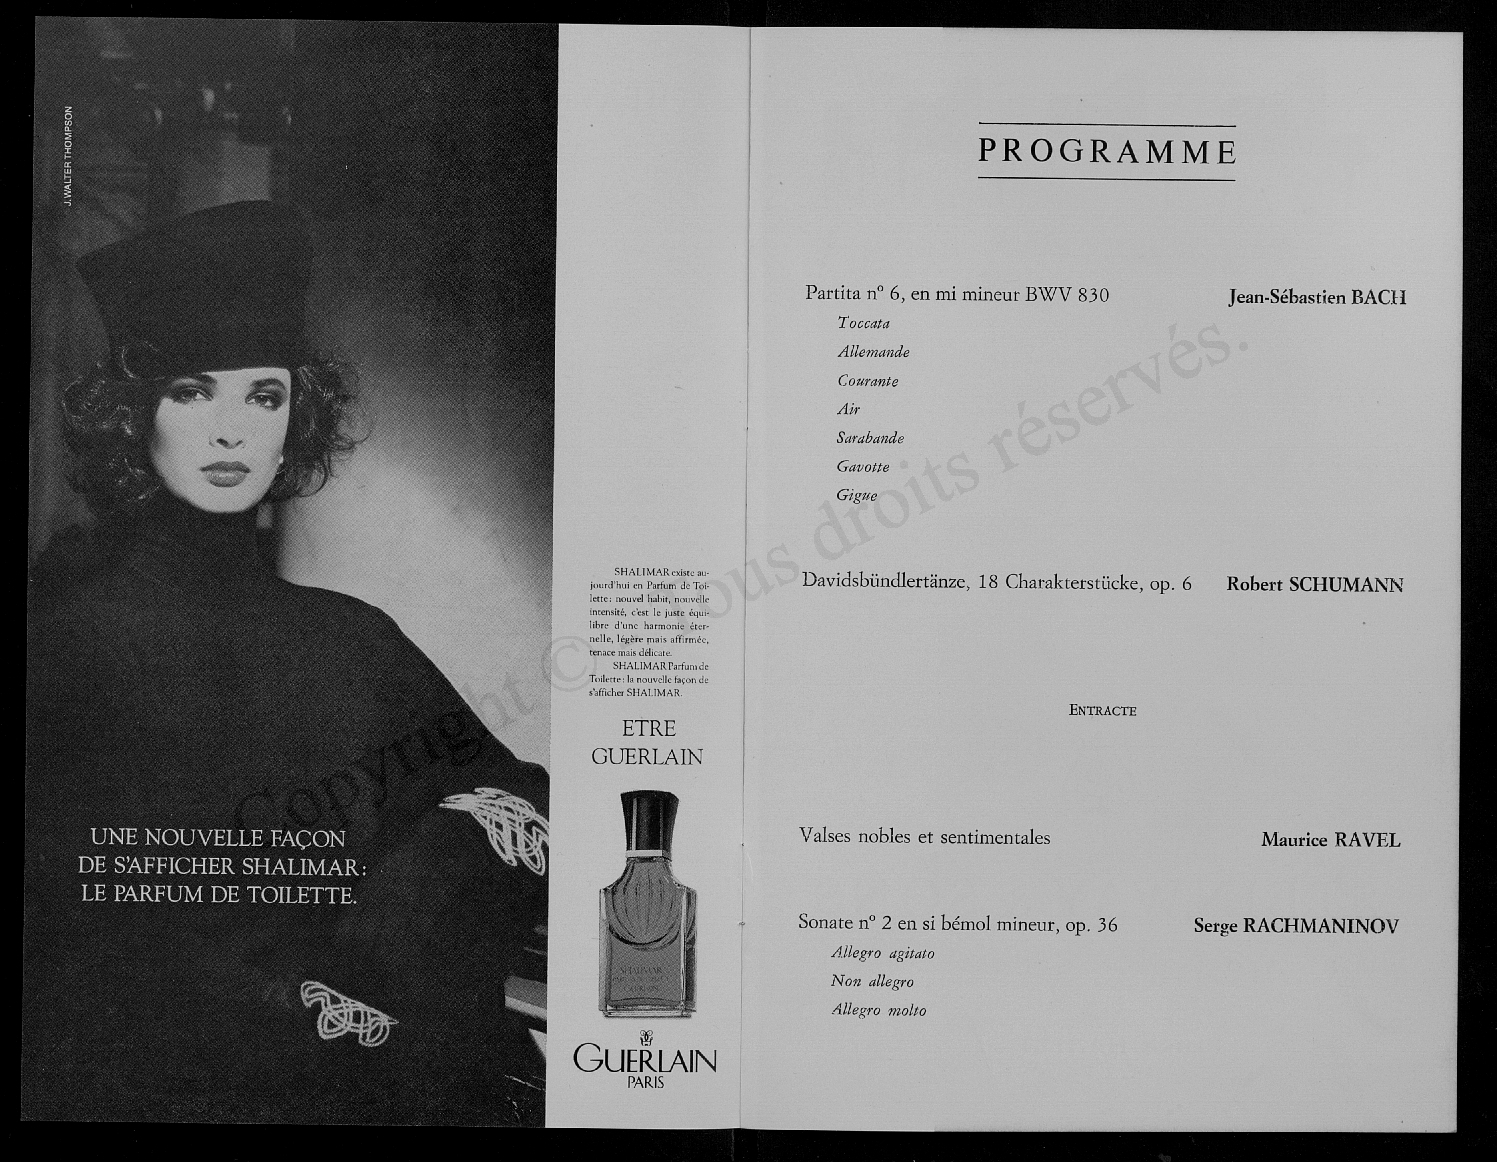 J. WALTER THOMPSON
UNE NOUVELLE FAÇON
DE S'AFFICHER SHALIMAR:
LE PARFUM DE TOILETTE.
SHALIMAR existe au-
jourd'hui en Parfum de Toi-
lette: nouvel habit, nouvelle
intensité, c'est le juste équi-
libre d'une harmonie éter-
nelle, légère mais affirmée,
tenace mais délicate.
SHALIMAR Parfum de
Toilette: la nouvelle façon de
s'afficher SHALIMAR.
ETRE
GUERLAIN
SHALIMAR
GUERLAIN
PARIS
PROGRAMME
Partita nº 6, en mi mineur BWV 830 Jean-Sébastien BACH
Toccata
Allemande
Courante
Air
Sarabande
Gavotte
Gigue
Davidsbündlertänze, 18 Charakterstücke, op. 6 Robert SCHUMANN
ENTRACTE
Valses nobles et sentimentales Maurice RAVEL
Sonate nº 2 en si bémol mineur, op. 36 Serge RACHMANINOV
Allegro agitato
Non allegro
Allegro molto
Copyright © Tous droits réservés.